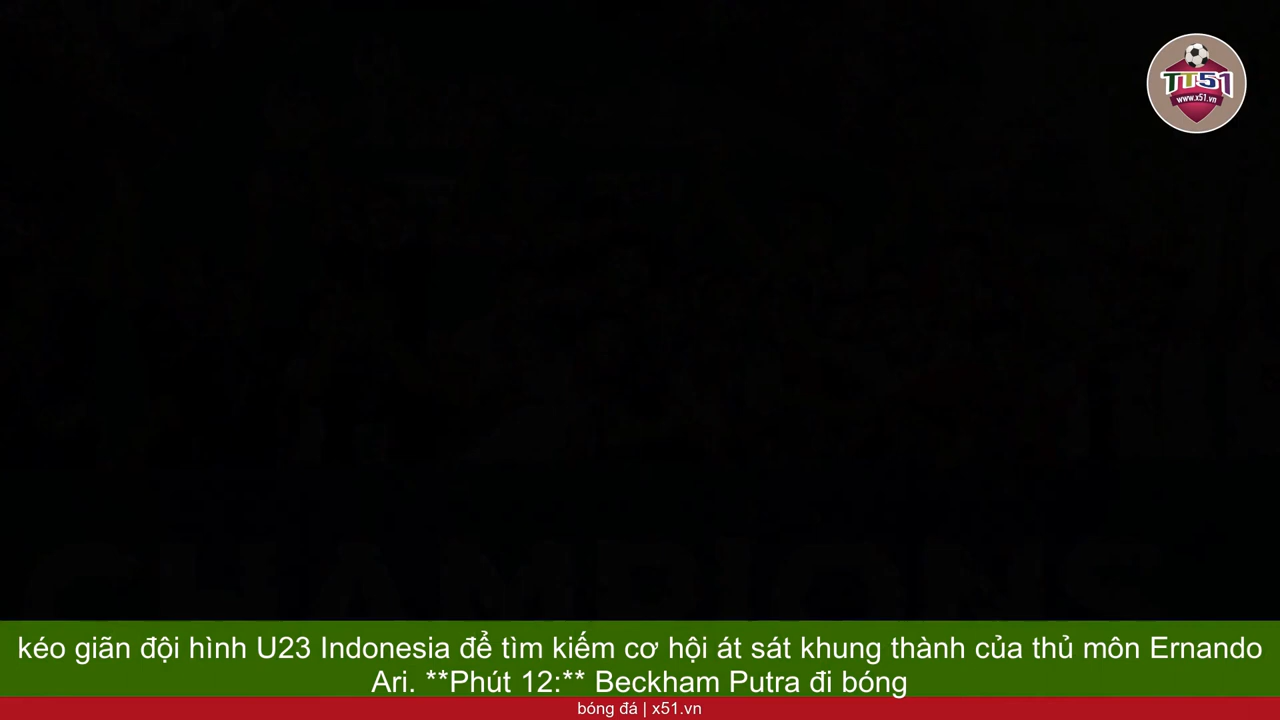 TT51
www.x51.vn
CHAMPIONS
kéo giãn đội hình U23 Indonesia để tìm kiếm cơ hội át sát khung thành của thủ môn Ernando
Ari. **Phút 12:** Beckham Putra đi bóng
bóng đá | x51.vn